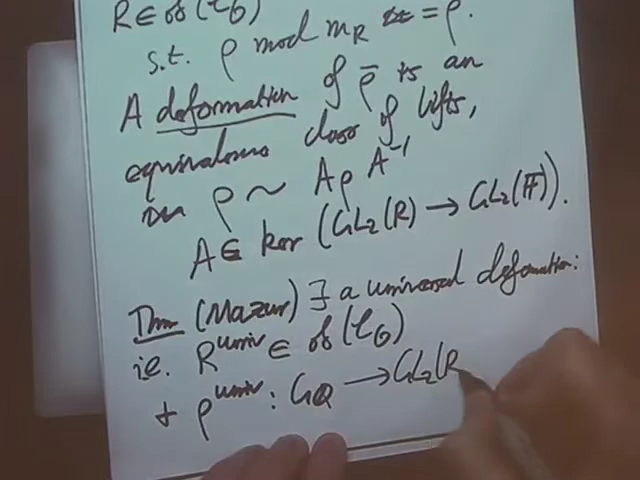 R ∈ ob(C_O)
s.t. ρ mod m_R = ρ̄.
A deformation of ρ̄ is an
equivalence class of lifts,
ρ ~ A ρ A⁻¹
A ∈ ker (GL₂(R) → GL₂(𝔽)).
Thm (Mazur) ∃ a universal deformation:
i.e. R^univ ∈ ob(C_O)
+ ρ^univ : G_Q → GL₂(R